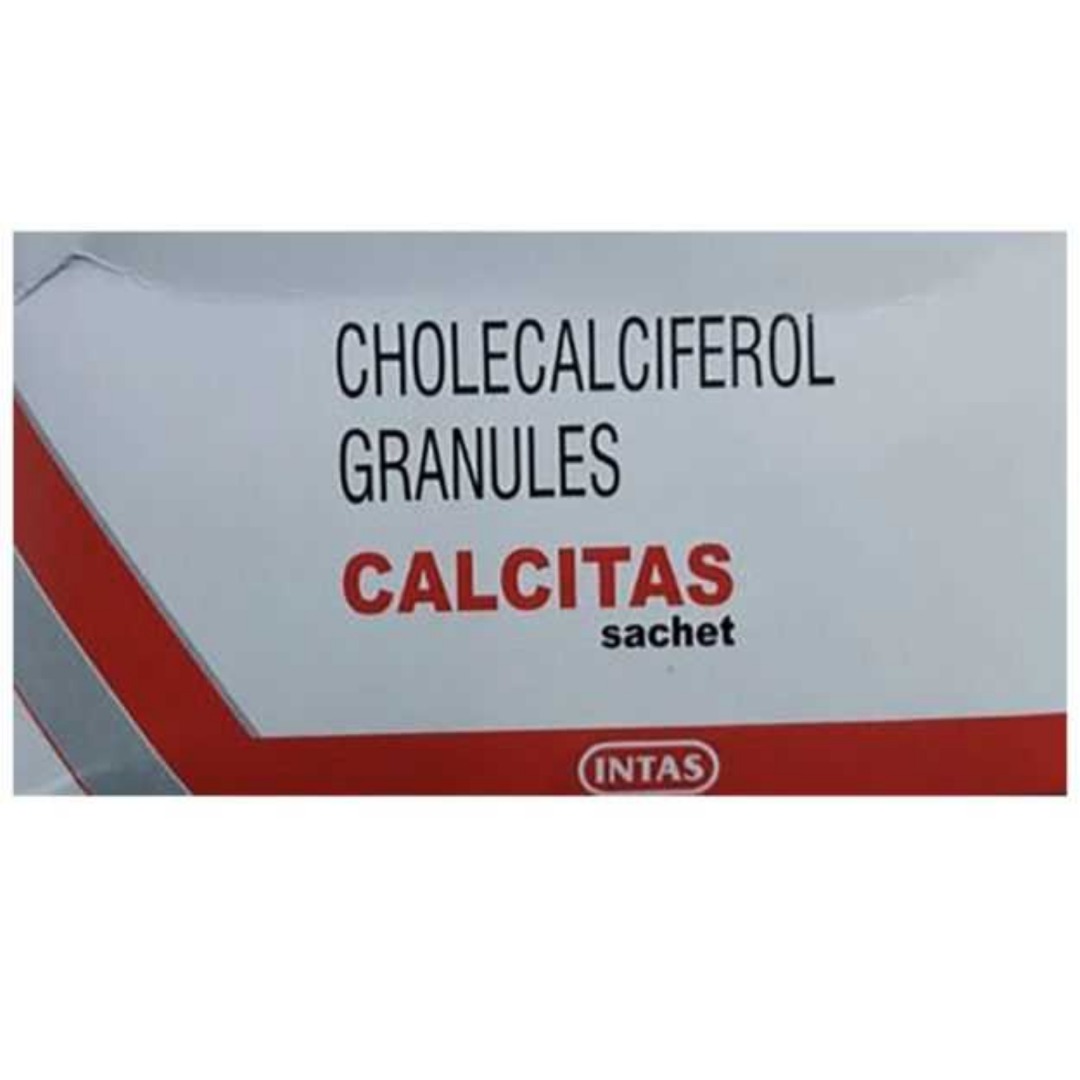 CHOLECALCIFEROL
GRANULES
CALCITAS
sachet
INTAS